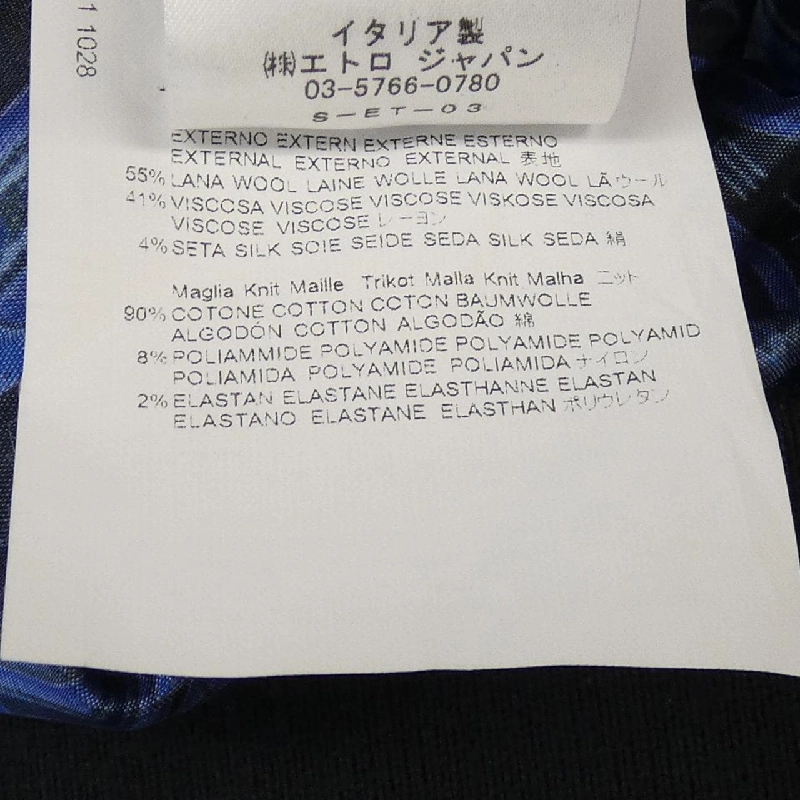 1 1028
イタリア製
㈱エトロ ジャパン
03-5766-0780
S-ET-03
EXTERNO EXTERN EXTERNE ESTERNO
EXTERNAL EXTERNO EXTERNAL 表地
55% LANA WOOL LAINE WOLLE LANA WOOL LÃ ウール
41% VISCOSA VISCOSE VISCOSE VISKOSE VISCOSA
VISCOSE VISCOSE レーヨン
4% SETA SILK SOIE SEIDE SEDA SILK SEDA 絹
Maglia Knit Maille Trikot Malla Knit Malha ニット
90% COTONE COTTON COTON BAUMWOLLE
ALGODÓN COTTON ALGODÃO 綿
8% POLIAMMIDE POLYAMIDE POLYAMIDE POLYAMID
POLIAMIDA POLYAMIDE POLIAMIDA ナイロン
2% ELASTAN ELASTANE ELASTHANNE ELASTAN
ELASTANO ELASTANE ELASTHAN ポリウレタン